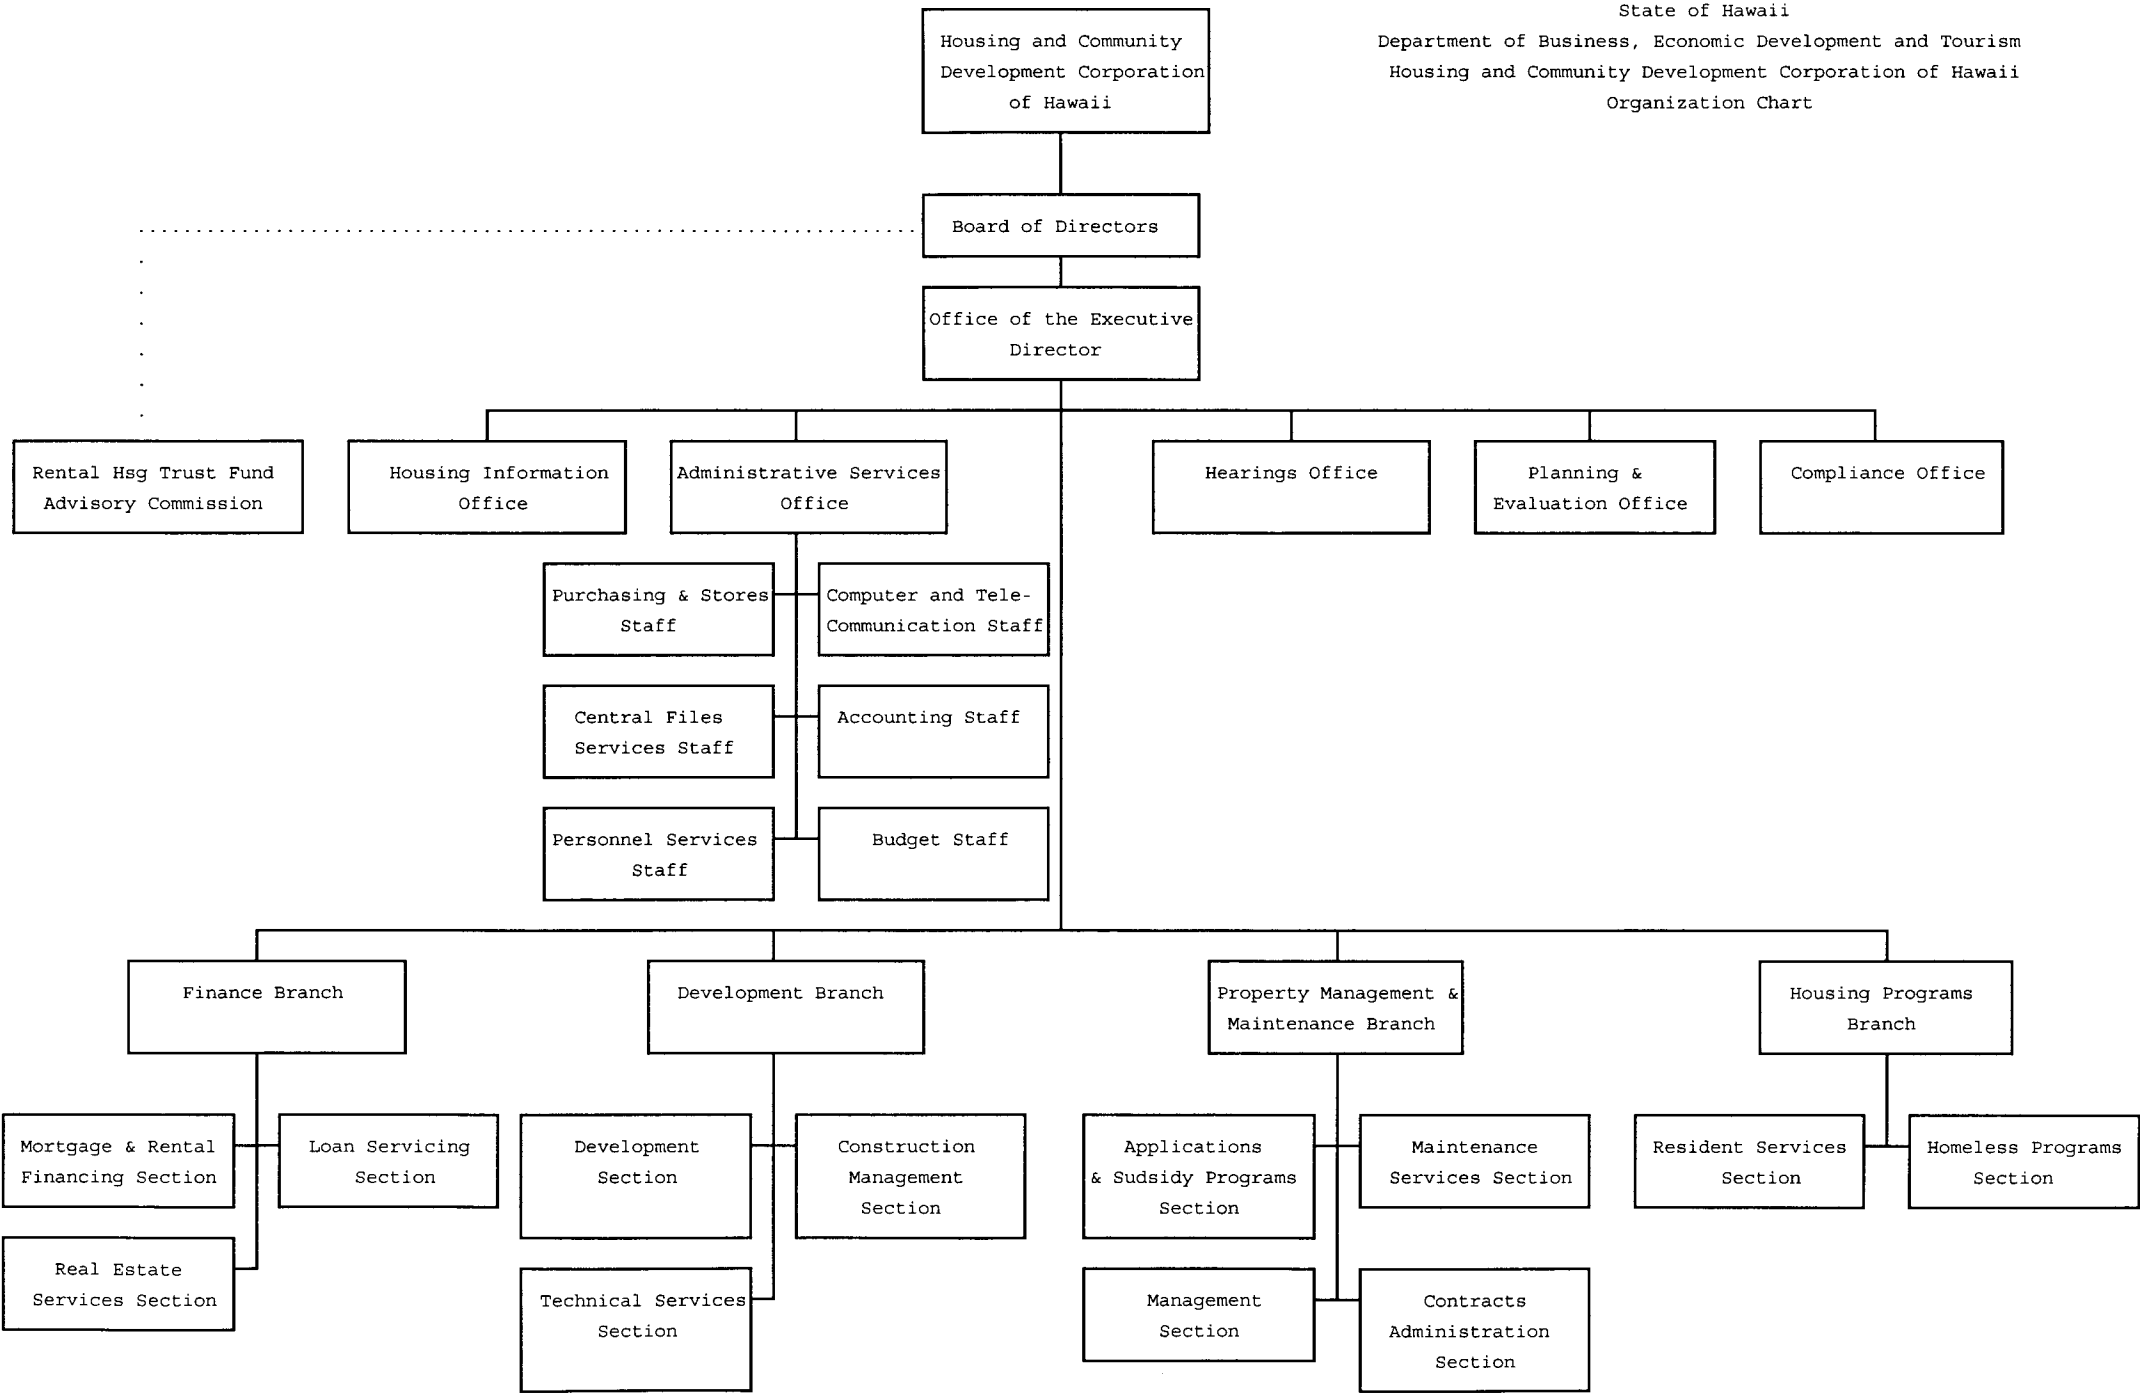 State of Hawaii
Department of Business, Economic Development and Tourism
Housing and Community Development Corporation of Hawaii
Organization Chart
Housing and Community
Development Corporation
of Hawaii
Board of Directors
Office of the Executive
Director
Rental Hsg Trust Fund
Advisory Commission
Housing Information
Office
Administrative Services
Office
Hearings Office
Planning &
Evaluation Office
Compliance Office
Purchasing & Stores
Staff
Computer and Tele-
Communication Staff
Central Files
Services Staff
Accounting Staff
Personnel Services
Staff
Budget Staff
Finance Branch
Development Branch
Property Management &
Maintenance Branch
Housing Programs
Branch
Mortgage & Rental
Financing Section
Loan Servicing
Section
Development
Section
Construction
Management
Section
Applications
& Sudsidy Programs
Section
Maintenance
Services Section
Resident Services
Section
Homeless Programs
Section
Real Estate
Services Section
Technical Services
Section
Management
Section
Contracts
Administration
Section